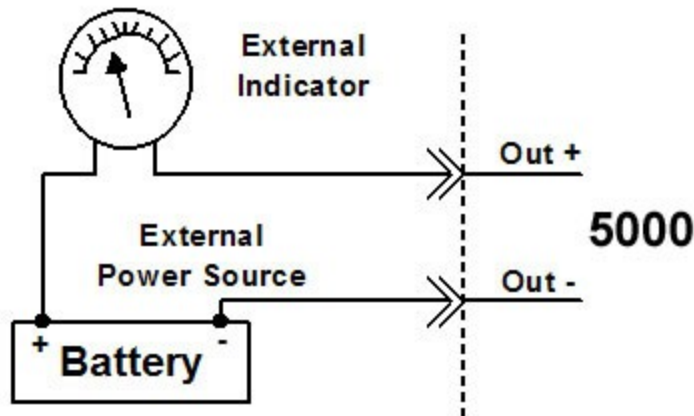 External
Indicator
Out +
5000
External
Power Source
Out -
+ -
Battery